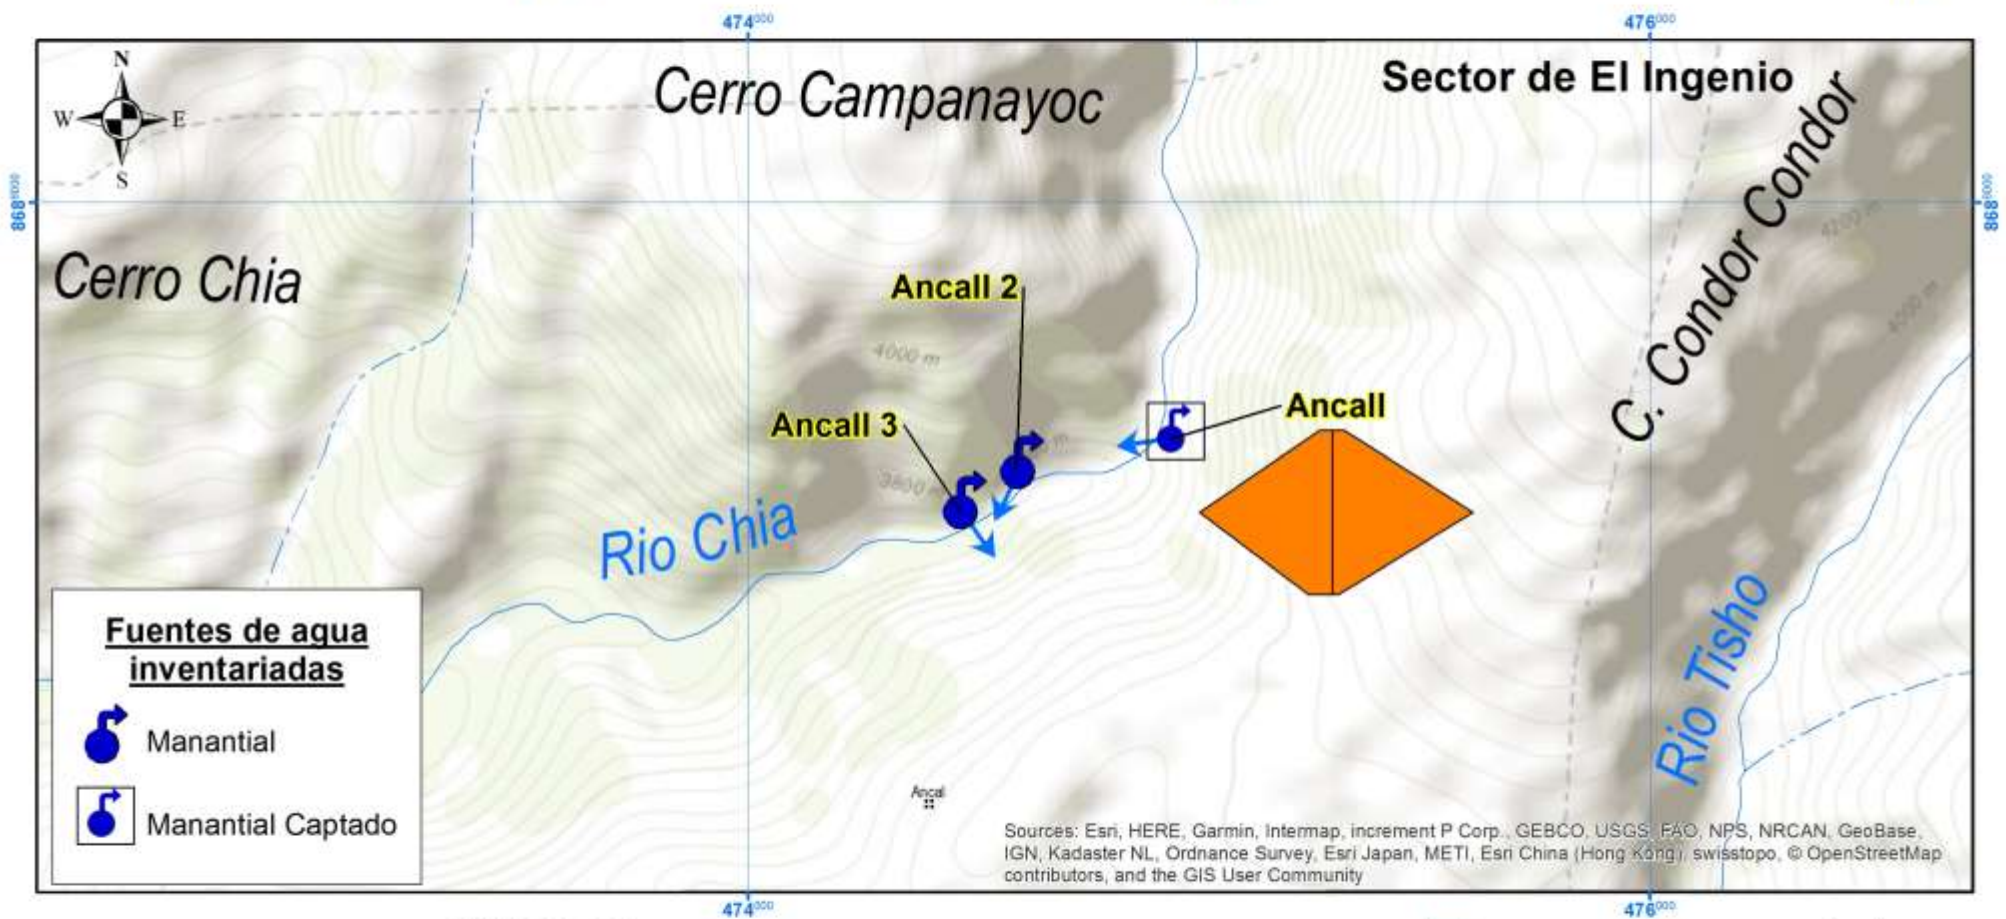 474000
476000
N
W E
S
Cerro Campanayoc
Sector de El Ingenio
C. Condor Condor
868000
868000
4200 m
Cerro Chia
Ancall 2
4000 m
4000 m
Ancall
Ancall 3
m
3800 m
Rio Chia
Rio Tisho
Fuentes de agua
inventariadas
Manantial
Manantial Captado
Ancal
Sources: Esri, HERE, Garmin, Intermap, increment P Corp., GEBCO, USGS, FAO, NPS, NRCAN, GeoBase,
IGN, Kadaster NL, Ordnance Survey, Esri Japan, METI, Esri China (Hong Kong), swisstopo, © OpenStreetMap
contributors, and the GIS User Community
474000
476000